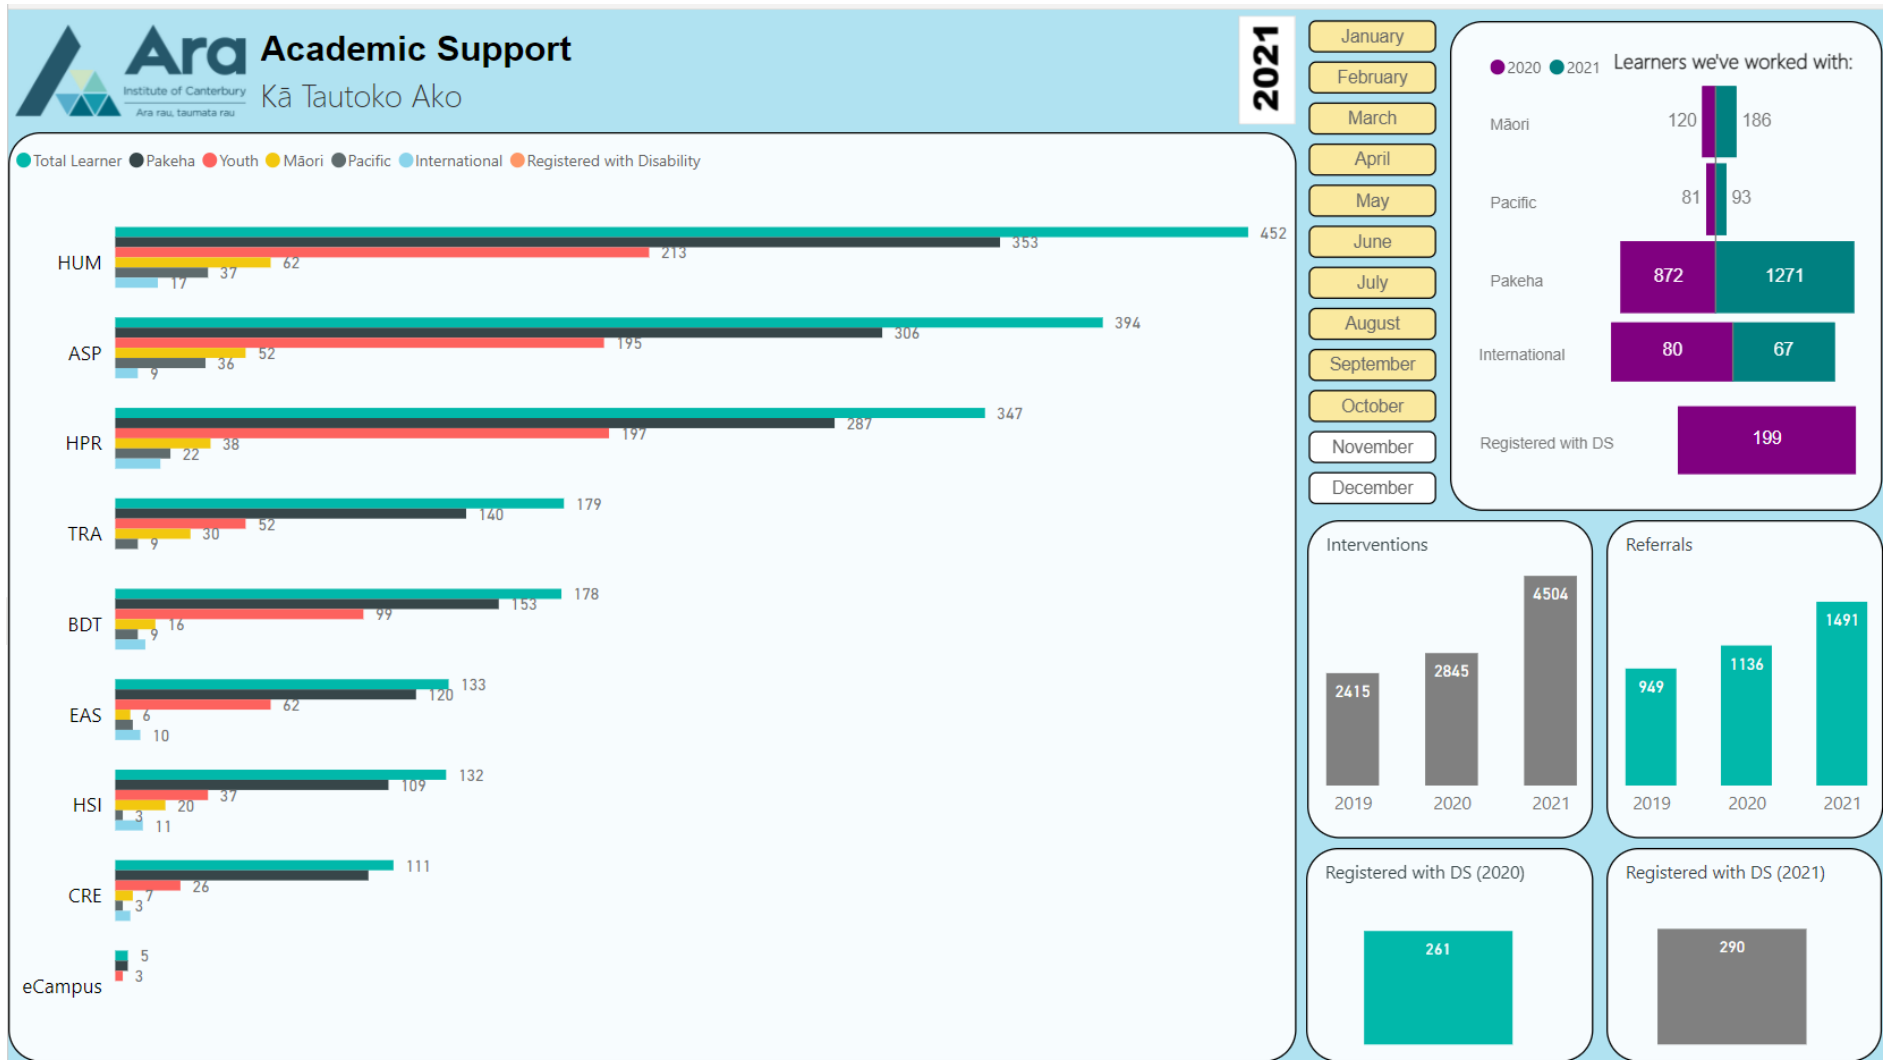 Ara
Institute of Canterbury
Ara rau, taumata rau
Academic Support
Kā Tautoko Ako
2021
Total Learner Pakeha Youth Māori Pacific International Registered with Disability
HUM
452
353
213
62
37
17
ASP
394
306
195
52
36
9
HPR
347
287
197
38
22
TRA
179
140
52
30
9
BDT
178
153
99
16
9
EAS
133
120
62
6
10
HSI
132
109
37
20
3
11
CRE
111
26
7
3
eCampus
5
3
January
February
March
April
May
June
July
August
September
October
November
December
2020 2021 Learners we've worked with:
Māori 120 186
Pacific 81 93
Pakeha 872 1271
International 80 67
Registered with DS 199
Interventions
2415 2845 4504
2019 2020 2021
Referrals
949 1136 1491
2019 2020 2021
Registered with DS (2020)
261
Registered with DS (2021)
290